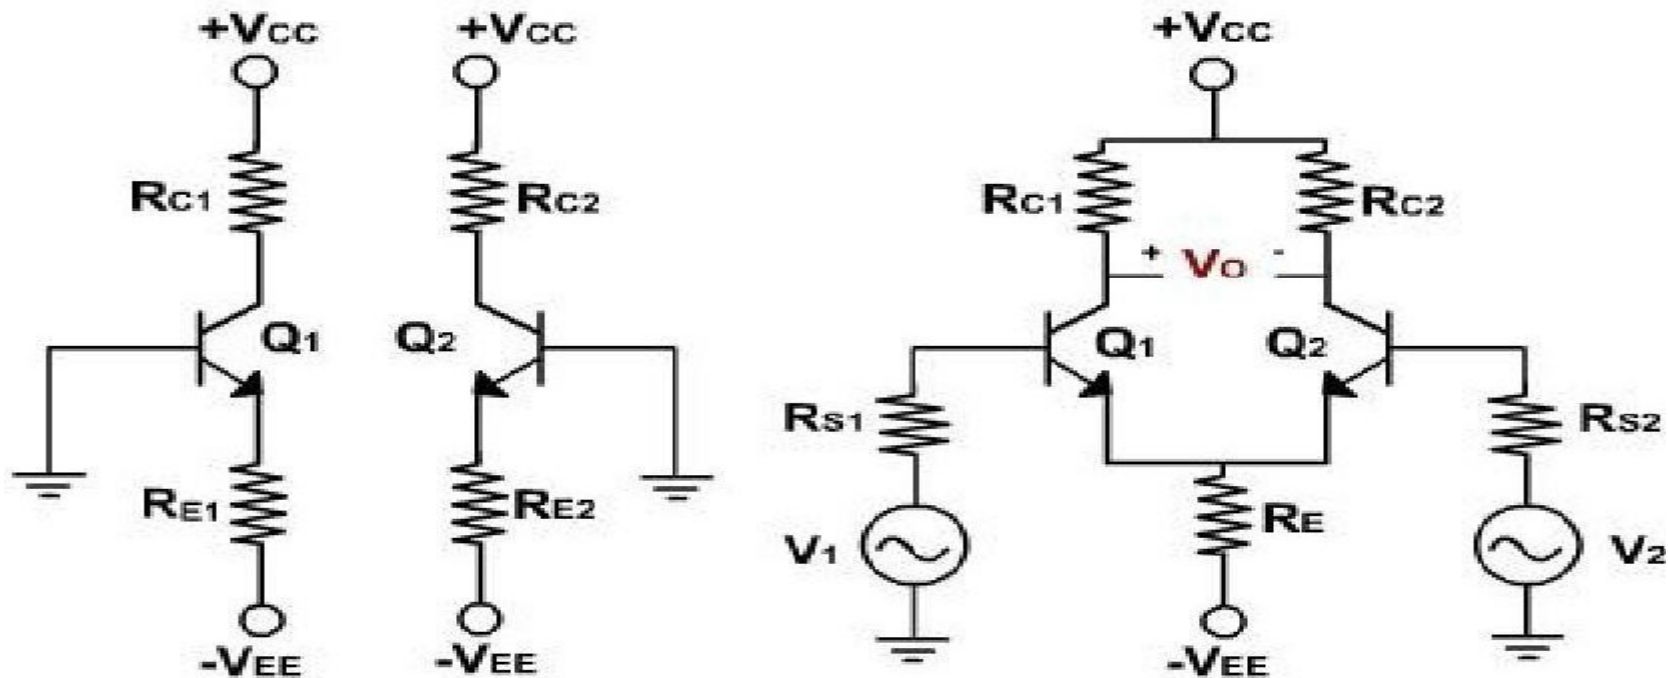 +VCC +VCC +VCC
RC1 RC2 RC1 RC2
+ VO -
Q1 Q2 Q1 Q2
RS1 RS2
RE1 RE2 RE
V1 V2
-VEE -VEE -VEE